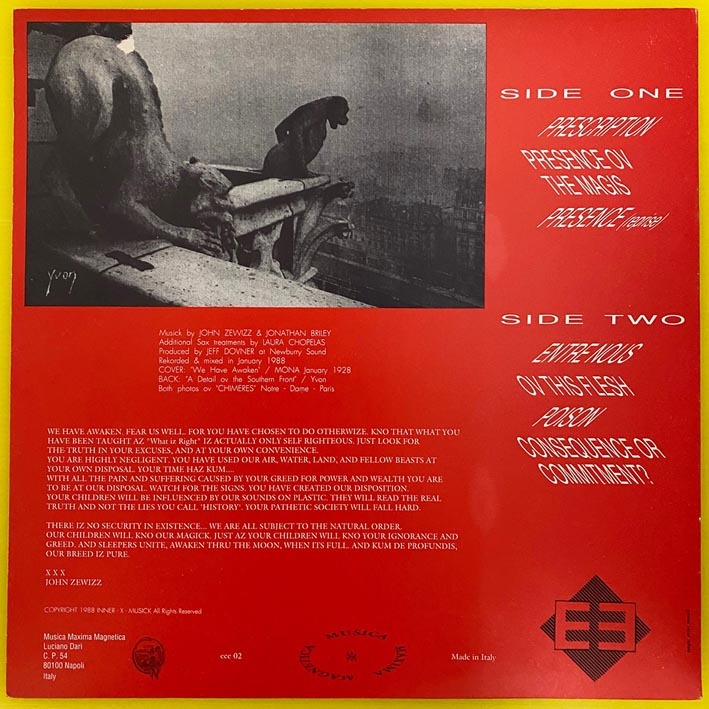 SIDE ONE
PRESCRIPTION
PRESENCE OV
THE MAGIS
PRESENCE (reprise)
SIDE TWO
ENTRE NOUS
OV THIS FLESH
POISON
CONSEQUENCE OR
COMMITMENT?
Yvon
Musick by JOHN ZEWIZZ & JONATHAN BRILEY
Additional Sax treatments by LAURA CHOPELAS
Produced by JEFF DOVNER at Newburry Sound
Rekorded & mixed in January 1988
COVER: "We Have Awaken" / MONA January 1928
BACK: "A Detail ov the Southern Front" / Yvon
Both photos ov "CHIMERES" Notre - Dame - Paris
WE HAVE AWAKEN. FEAR US WELL. FOR YOU HAVE CHOSEN TO DO OTHERWIZE. KNO THAT WHAT YOU
HAVE BEEN TAUGHT AZ "What iz Right" IZ ACTUALLY ONLY SELF RIGHTEOUS. JUST LOOK FOR
THE TRUTH IN YOUR EXCUSES, AND AT YOUR OWN CONVENIENCE.
YOU ARE HIGHLY NEGLIGENT. YOU HAVE USED OUR AIR, WATER, LAND, AND FELLOW BEASTS AT
YOUR OWN DISPOSAL. YOUR TIME HAZ KUM....
WITH ALL THE PAIN AND SUFFERING CAUSED BY YOUR GREED FOR POWER AND WEALTH YOU ARE
TO BE AT OUR DISPOSAL. WATCH FOR THE SIGNS. YOU HAVE CREATED OUR DISPOSITION.
YOUR CHILDREN WILL BE INFLUENCED BY OUR SOUNDS ON PLASTIC. THEY WILL READ THE REAL
TRUTH AND NOT THE LIES YOU CALL 'HISTORY'. YOUR PATHETIC SOCIETY WILL FALL HARD.
THERE IZ NO SECURITY IN EXISTENCE... WE ARE ALL SUBJECT TO THE NATURAL ORDER.
OUR CHILDREN WILL KNO OUR MAGICK. JUST AZ YOUR CHILDREN WILL KNO YOUR IGNORANCE AND
GREED. AND SLEEPERS UNITE, AWAKEN THRU THE MOON, WHEN ITS FULL. AND KUM DE PROFUNDIS,
OUR BREED IZ PURE.
X X X
JOHN ZEWIZZ
COPYRIGHT 1988 INNER · X · MUSICK All Rights Reserved
Musica Maxima Magnetica
Luciano Dari
C. P. 54
80100 Napoli
Italy
eee 02
MUSICA
MAXIMA
MAGNETICA
Made in Italy